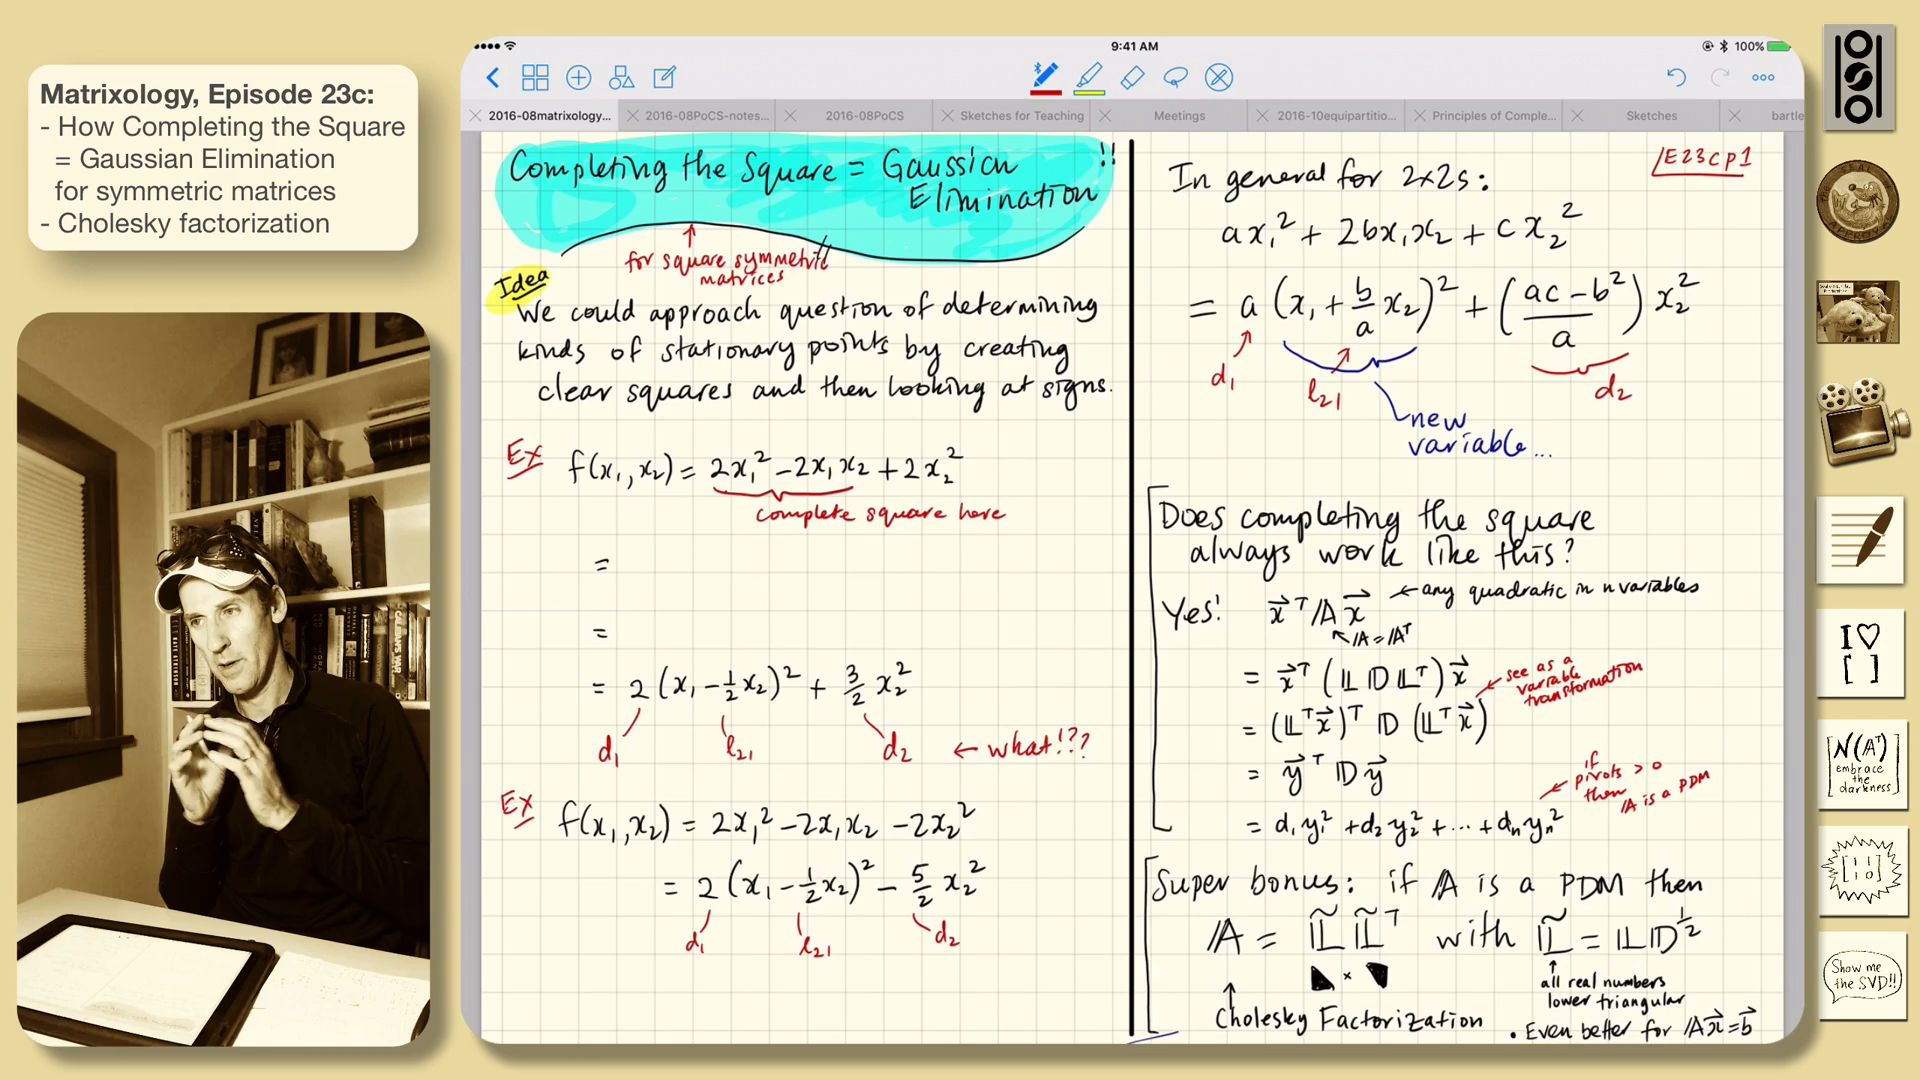 Matrixology, Episode 23c:
- How Completing the Square
= Gaussian Elimination
for symmetric matrices
- Cholesky factorization
9:41 AM
100%
2016-08matrixology...
2016-08PoCS-notes...
2016-08PoCS
Sketches for Teaching
Meetings
2016-10equipartitio...
Principles of Comple...
Sketches
bartle
Completing the Square = Gaussian !!
Elimination
for square symmetric
matrices
Idea
We could approach question of determining
kinds of stationary points by creating
clear squares and then looking at signs.
Ex f(x₁, x₂) = 2x₁² - 2x₁x₂ + 2x₂²
complete square here
=
=
= 2(x₁ - ½x₂)² + 3/2 x₂²
d₁ l₂₁ d₂ ← what!??
Ex f(x₁, x₂) = 2x₁² - 2x₁x₂ - 2x₂²
= 2(x₁ - ½x₂)² - 5/2 x₂²
d₁ l₂₁ d₂
E23cp1
In general for 2x2s:
ax₁² + 2bx₁x₂ + cx₂²
= a(x₁ + b/a x₂)² + ((ac - b²)/a) x₂²
d₁ l₂₁ d₂
new
variable...
Does completing the square
always work like this?
Yes! x⃗ᵀ𝔸x⃗ ← any quadratic in n variables
↖ 𝔸 = 𝔸ᵀ
= x⃗ᵀ(𝕃𝔻𝕃ᵀ)x⃗ ← see as a
variable
transformation
= (𝕃ᵀx⃗)ᵀ 𝔻 (𝕃ᵀx⃗)
= y⃗ᵀ𝔻y⃗
if
pivots > 0
then
𝔸 is a PDM
= d₁y₁² + d₂y₂² + ... + dₙyₙ²
Super bonus: if 𝔸 is a PDM then
𝔸 = 𝕃̃𝕃̃ᵀ with 𝕃̃ = 𝕃𝔻^½
×
↑ all real numbers
lower triangular
Cholesky Factorization
• Even better for 𝔸x⃗ = b⃗
I ♡
[ ]
N(𝔸ᵀ)
embrace
the
darkness
Show me
the SVD!!